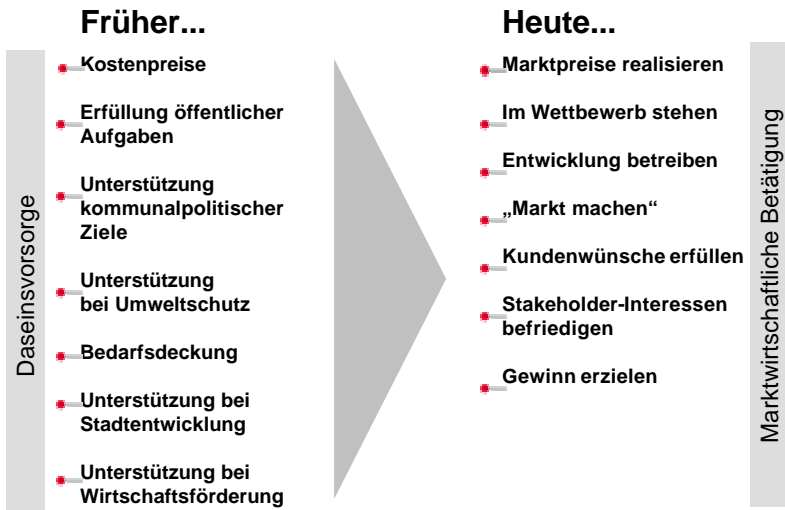 Früher...
Daseinsvorsorge
Kostenpreise
Erfüllung öffentlicher
Aufgaben
Unterstützung
kommunalpolitischer
Ziele
Unterstützung
bei Umweltschutz
Bedarfsdeckung
Unterstützung bei
Stadtentwicklung
Unterstützung bei
Wirtschaftsförderung
Heute...
Marktpreise realisieren
Im Wettbewerb stehen
Entwicklung betreiben
„Markt machen“
Kundenwünsche erfüllen
Stakeholder-Interessen
befriedigen
Gewinn erzielen
Marktwirtschaftliche Betätigung